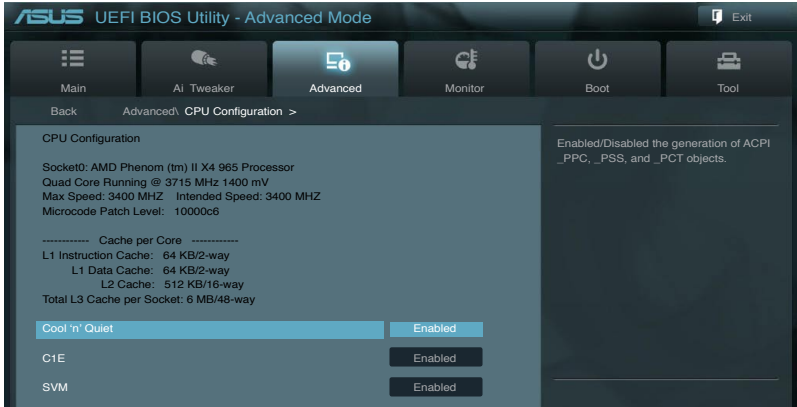 ASUS UEFI BIOS Utility - Advanced Mode
Exit
Main
Ai Tweaker
Advanced
Monitor
Boot
Tool
Back Advanced\ CPU Configuration >
CPU Configuration
Socket0: AMD Phenom (tm) II X4 965 Processor
Quad Core Running @ 3715 MHz 1400 mV
Max Speed: 3400 MHZ Intended Speed: 3400 MHZ
Microcode Patch Level: 10000c6
------------ Cache per Core ------------
L1 Instruction Cache: 64 KB/2-way
L1 Data Cache: 64 KB/2-way
L2 Cache: 512 KB/16-way
Total L3 Cache per Socket: 6 MB/48-way
Cool 'n' Quiet Enabled
C1E Enabled
SVM Enabled
Enabled/Disabled the generation of ACPI
_PPC, _PSS, and _PCT objects.